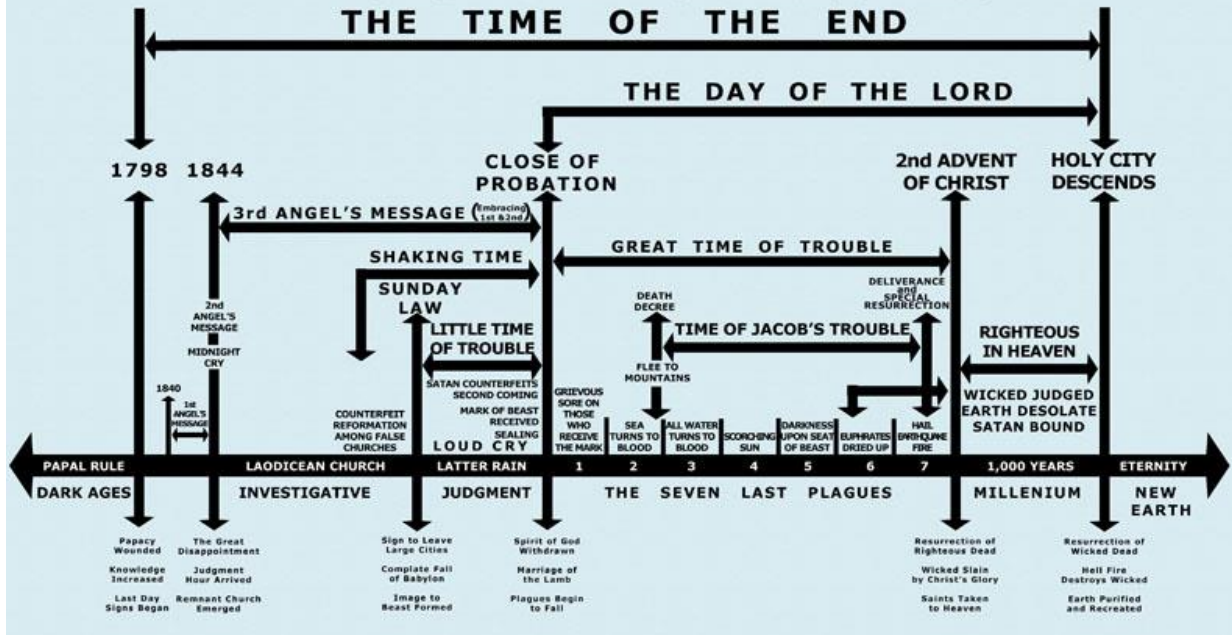 THE TIME OF THE END
THE DAY OF THE LORD
1798
1844
CLOSE OF
PROBATION
2nd ADVENT
OF CHRIST
HOLY CITY
DESCENDS
3rd ANGEL'S MESSAGE (Embracing
1st &2nd)
SHAKING TIME
GREAT TIME OF TROUBLE
SUNDAY
LAW
2nd
ANGEL'S
MESSAGE
MIDNIGHT
CRY
1840
1st
ANGEL'S
MESSAGE
LITTLE TIME
OF TROUBLE
DEATH
DECREE
TIME OF JACOB'S TROUBLE
DELIVERANCE
and
SPECIAL
RESURRECTION
FLEE TO
MOUNTAINS
RIGHTEOUS
IN HEAVEN
WICKED JUDGED
EARTH DESOLATE
SATAN BOUND
COUNTERFEIT
REFORMATION
AMONG FALSE
CHURCHES
SATAN COUNTERFEITS
SECOND COMING
MARK OF BEAST
RECEIVED
SEALING
LOUD CRY
GRIEVOUS
SORE ON
THOSE
WHO
RECEIVE
THE MARK
SEA
TURNS TO
BLOOD
ALL WATER
TURNS TO
BLOOD
SCORCHING
SUN
DARKNESS
UPON SEAT
OF BEAST
EUPHRATES
DRIED UP
HAIL
EARTHQUAKE
FIRE
PAPAL RULE
LAODICEAN CHURCH
LATTER RAIN
1 2 3 4 5 6 7
1,000 YEARS
ETERNITY
DARK AGES
INVESTIGATIVE JUDGMENT
THE SEVEN LAST PLAGUES
MILLENIUM
NEW
EARTH
Papacy
Wounded
Knowledge
Increased
Last Day
Signs Began
The Great
Disappointment
Judgment
Hour Arrived
Remnant Church
Emerged
Sign to Leave
Large Cities
Complate Fall
of Babylon
Image to
Beast Formed
Spirit of God
Withdrawn
Marriage of
the Lamb
Plagues Begin
to Fall
Resurrection of
Righteous Dead
Wicked Slain
by Christ's Glory
Saints Taken
to Heaven
Resurrection of
Wicked Dead
Hell Fire
Destroys Wicked
Earth Purified
and Recreated